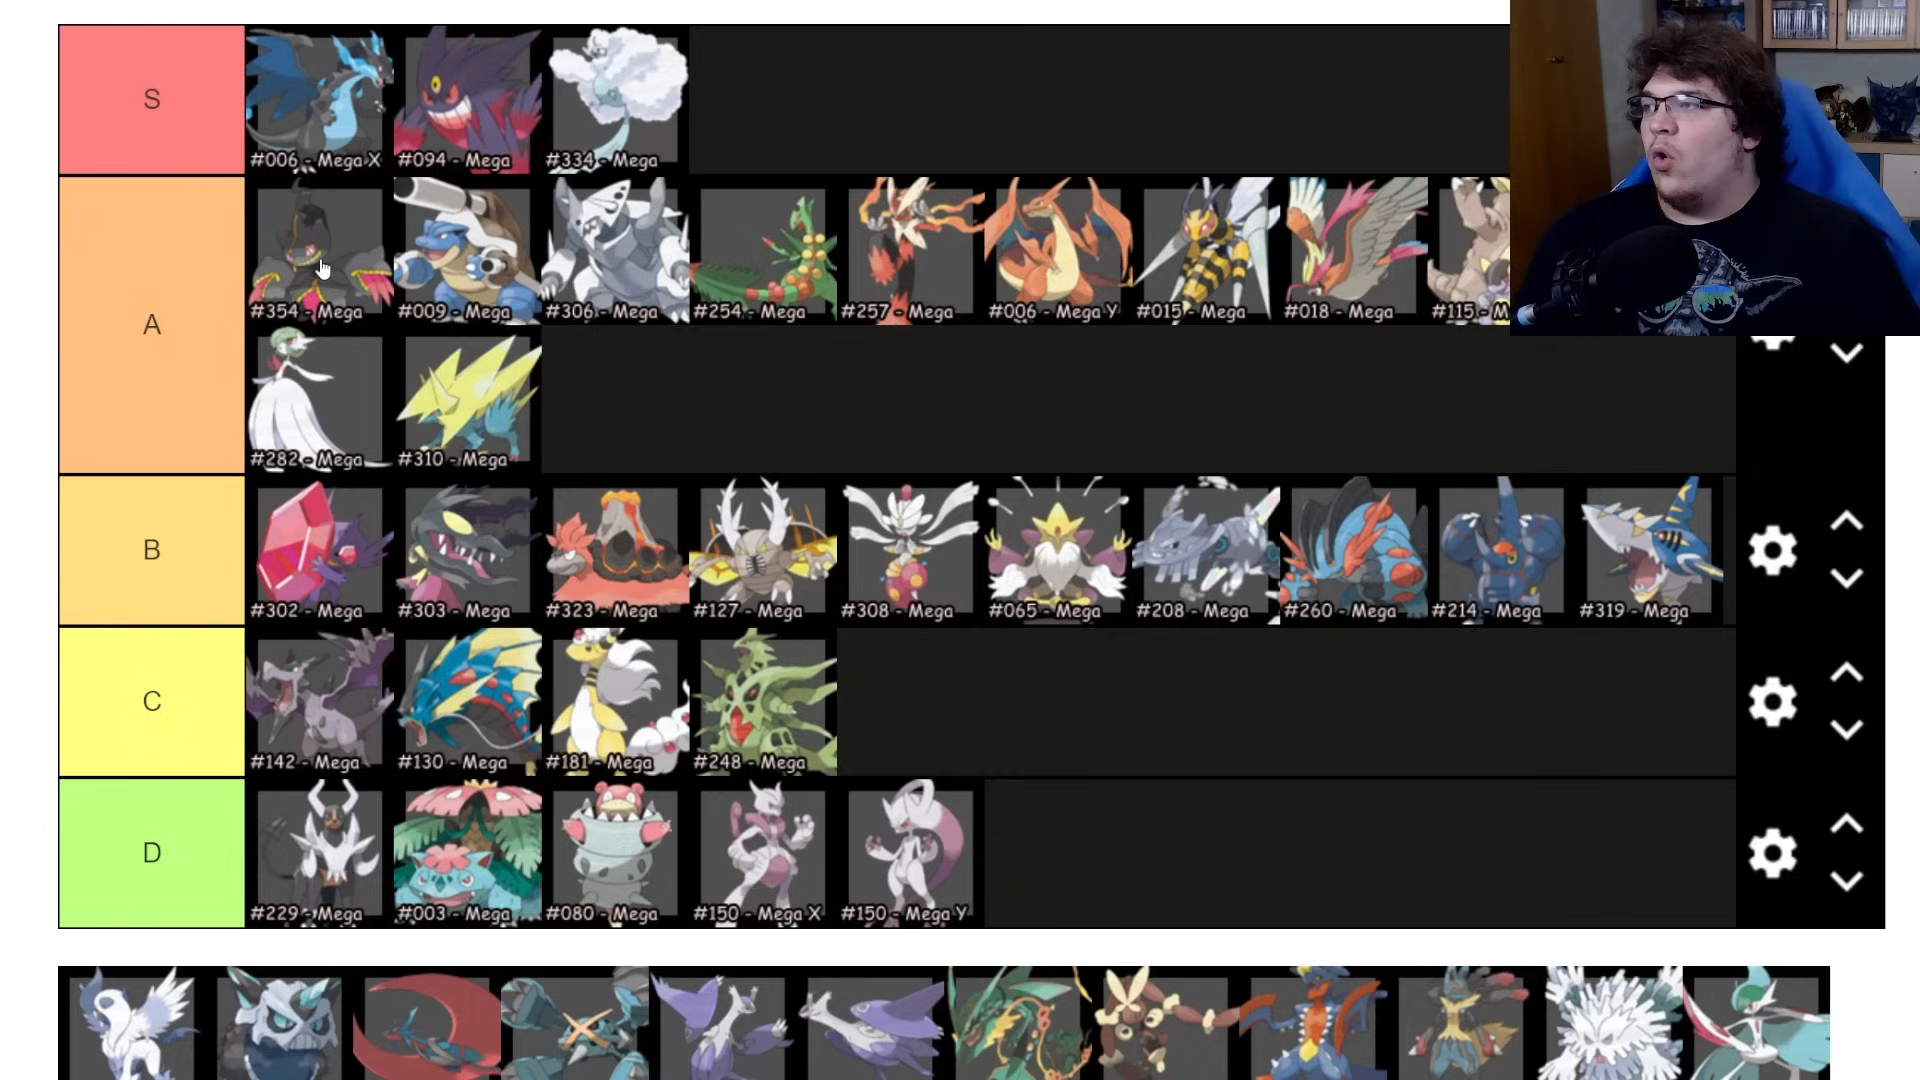 S
#006 - Mega X #094 - Mega #334 - Mega
A
#354 - Mega #009 - Mega #306 - Mega #254 - Mega #257 - Mega #006 - Mega Y #015 - Mega #018 - Mega #115 - M
#282 - Mega #310 - Mega
B
#302 - Mega #303 - Mega #323 - Mega #127 - Mega #308 - Mega #065 - Mega #208 - Mega #260 - Mega #214 - Mega #319 - Mega
C
#142 - Mega #130 - Mega #181 - Mega #248 - Mega
D
#229 - Mega #003 - Mega #080 - Mega #150 - Mega X #150 - Mega Y